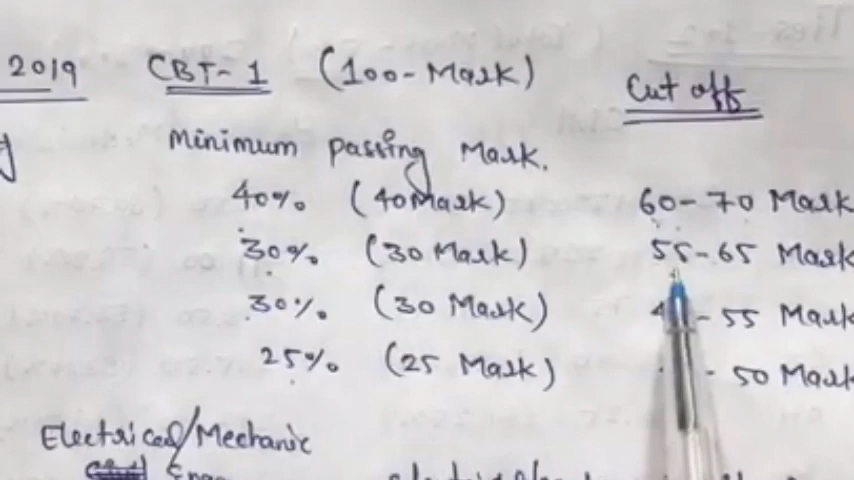 2019 CBT-1 (100-Mark) Cut off
Minimum passing Mark.
40% (40 Mark) 60-70 Mark
30% (30 Mark) 55-65 Mark
30% (30 Mark) - 55 Mark
25% (25 Mark) - 50 Mark
Electrical/Mechanic